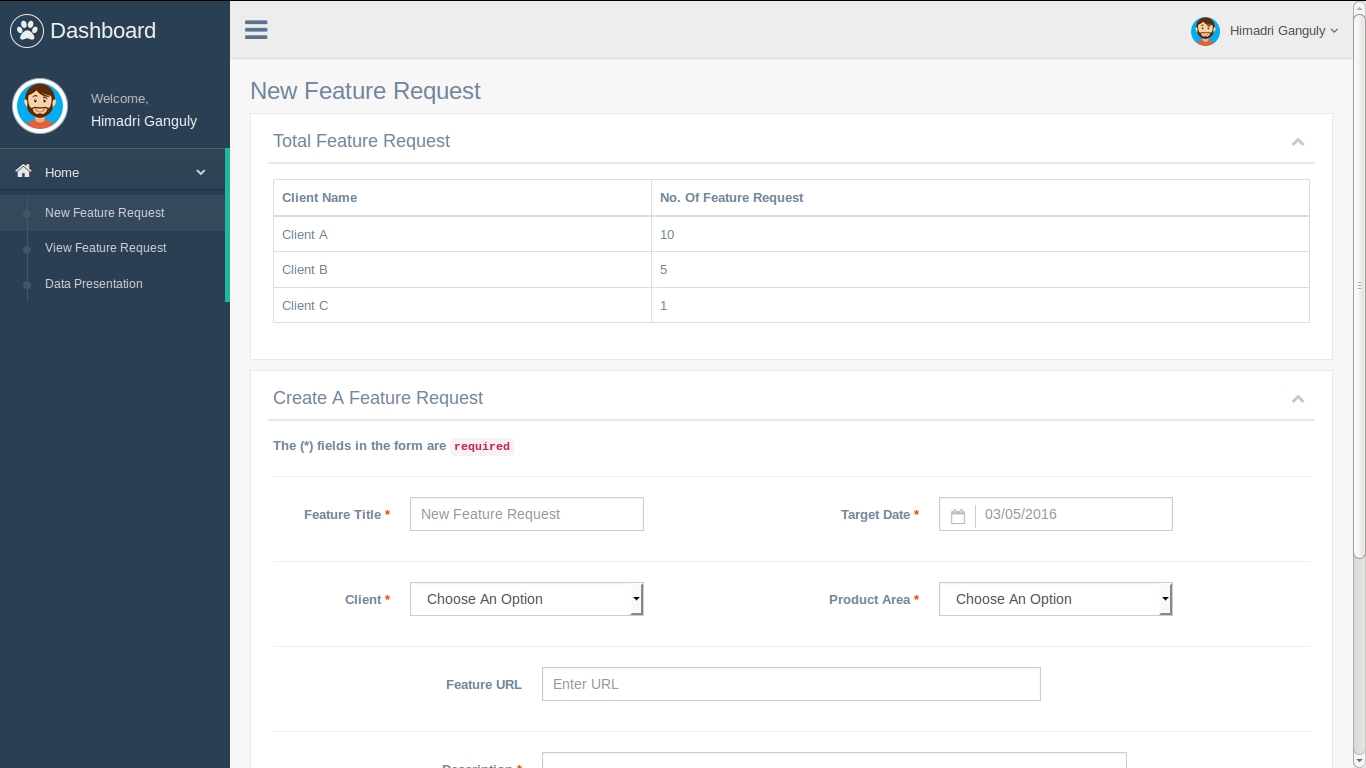 Dashboard
Himadri Ganguly
Welcome,
Himadri Ganguly
Home
New Feature Request
View Feature Request
Data Presentation
New Feature Request
Total Feature Request
Client Name No. Of Feature Request
Client A 10
Client B 5
Client C 1
Create A Feature Request
The (*) fields in the form are required
Feature Title * New Feature Request Target Date * 03/05/2016
Client * Choose An Option Product Area * Choose An Option
Feature URL Enter URL
Description *